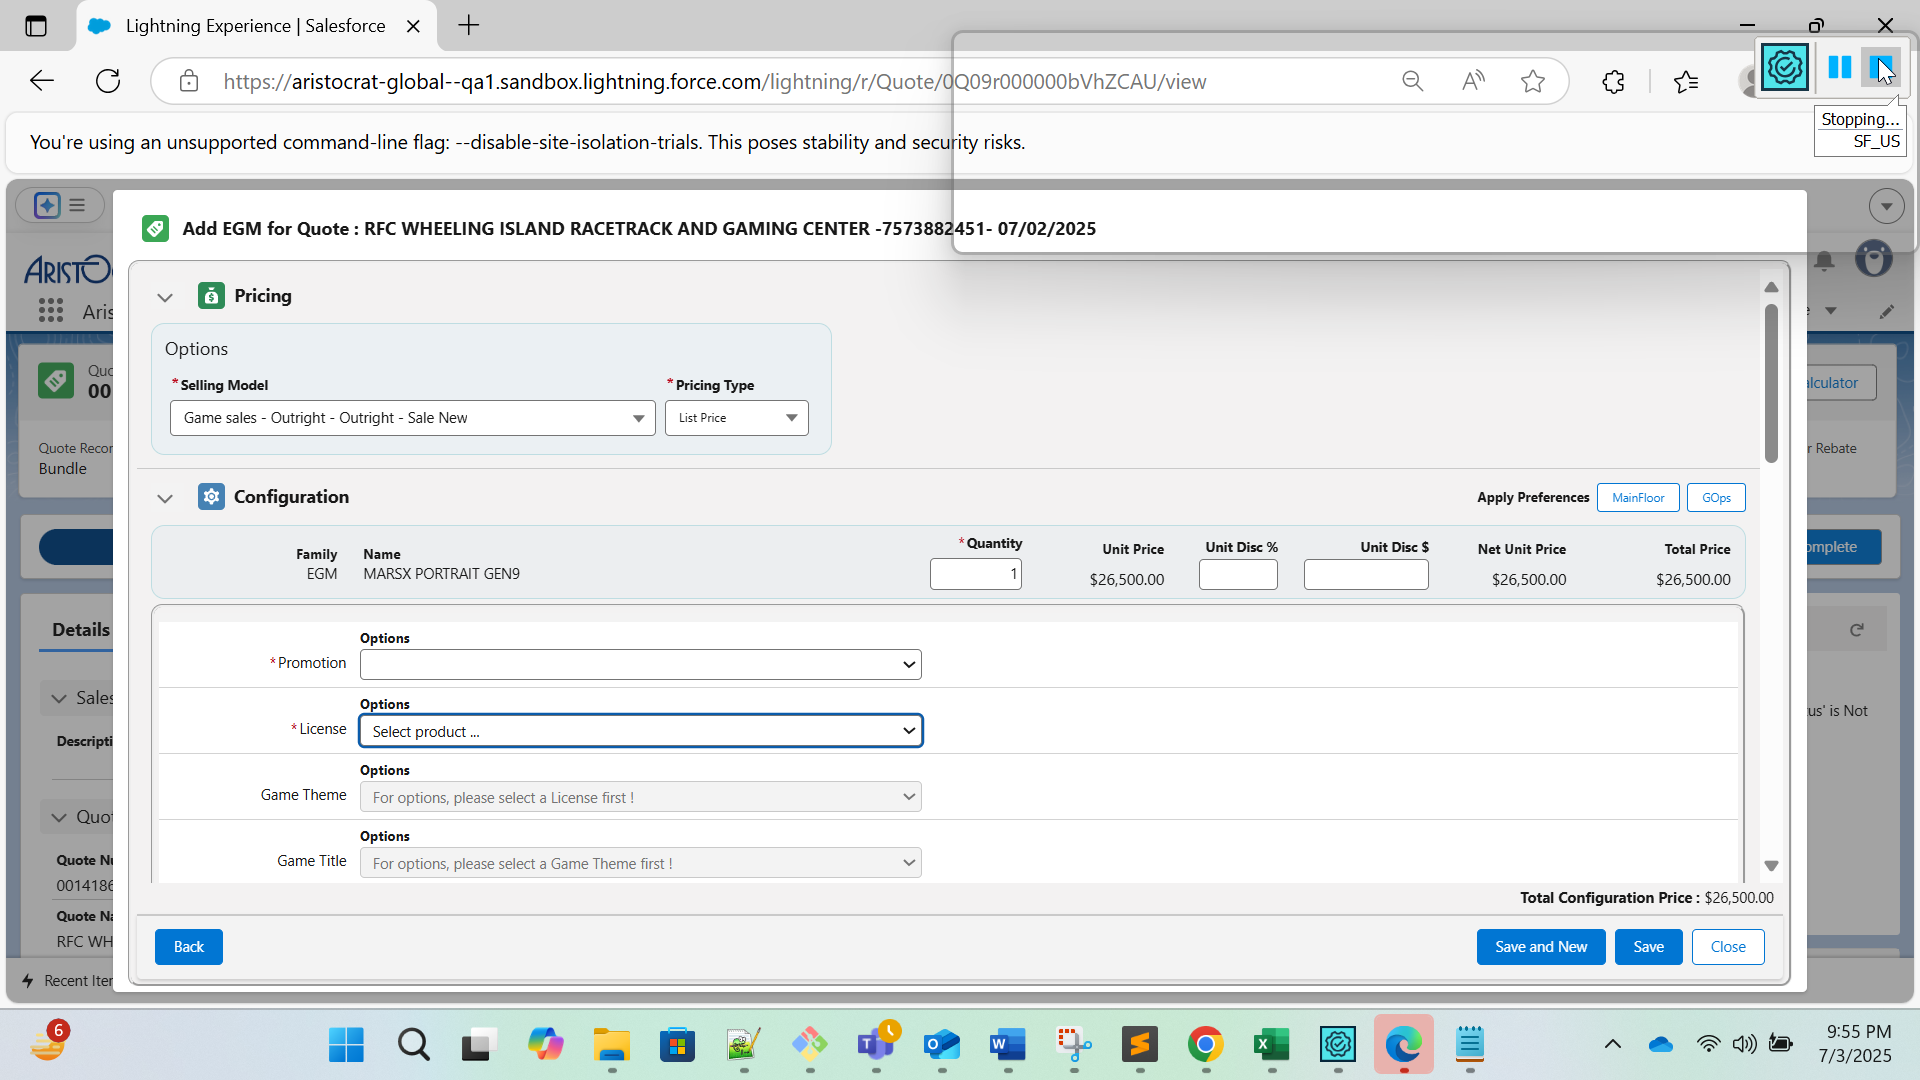 Lightning Experience | Salesforce
https://aristocrat-global--qa1.sandbox.lightning.force.com/lightning/r/Quote/0Q09r000000bVhZCAU/view
Stopping...
SF_US
You're using an unsupported command-line flag: --disable-site-isolation-trials. This poses stability and security risks.
Add EGM for Quote : RFC WHEELING ISLAND RACETRACK AND GAMING CENTER -7573882451- 07/02/2025
ARISTOC
Aris
Pricing
Options
*Selling Model
*Pricing Type
Game sales - Outright - Outright - Sale New
List Price
Quo
00
alculator
Quote Recor
Bundle
r Rebate
Configuration
Apply Preferences
MainFloor
GOps
Family
EGM
Name
MARSX PORTRAIT GEN9
*Quantity
1
Unit Price
$26,500.00
Unit Disc %
Unit Disc $
Net Unit Price
$26,500.00
Total Price
$26,500.00
omplete
Details
Options
*Promotion
Options
*License
Select product ...
Sales
us' is Not
Descripti
Options
Game Theme
For options, please select a License first !
Quo
Options
Game Title
For options, please select a Game Theme first !
Quote Nu
0014186
Total Configuration Price : $26,500.00
Quote Na
RFC WH
Back
Save and New
Save
Close
Recent Iter
6
9:55 PM
7/3/2025